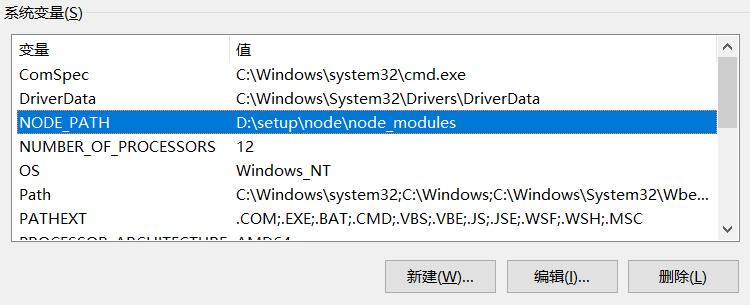 系统变量(S)
变量 值
ComSpec C:\Windows\system32\cmd.exe
DriverData C:\Windows\System32\Drivers\DriverData
NODE_PATH D:\setup\node\node_modules
NUMBER_OF_PROCESSORS 12
OS Windows_NT
Path C:\Windows\system32;C:\Windows;C:\Windows\System32\Wbe...
PATHEXT .COM;.EXE;.BAT;.CMD;.VBS;.VBE;.JS;.JSE;.WSF;.WSH;.MSC
PROCESSOR_ARCHITECTURE AMD64
新建(W)... 编辑(I)... 删除(L)